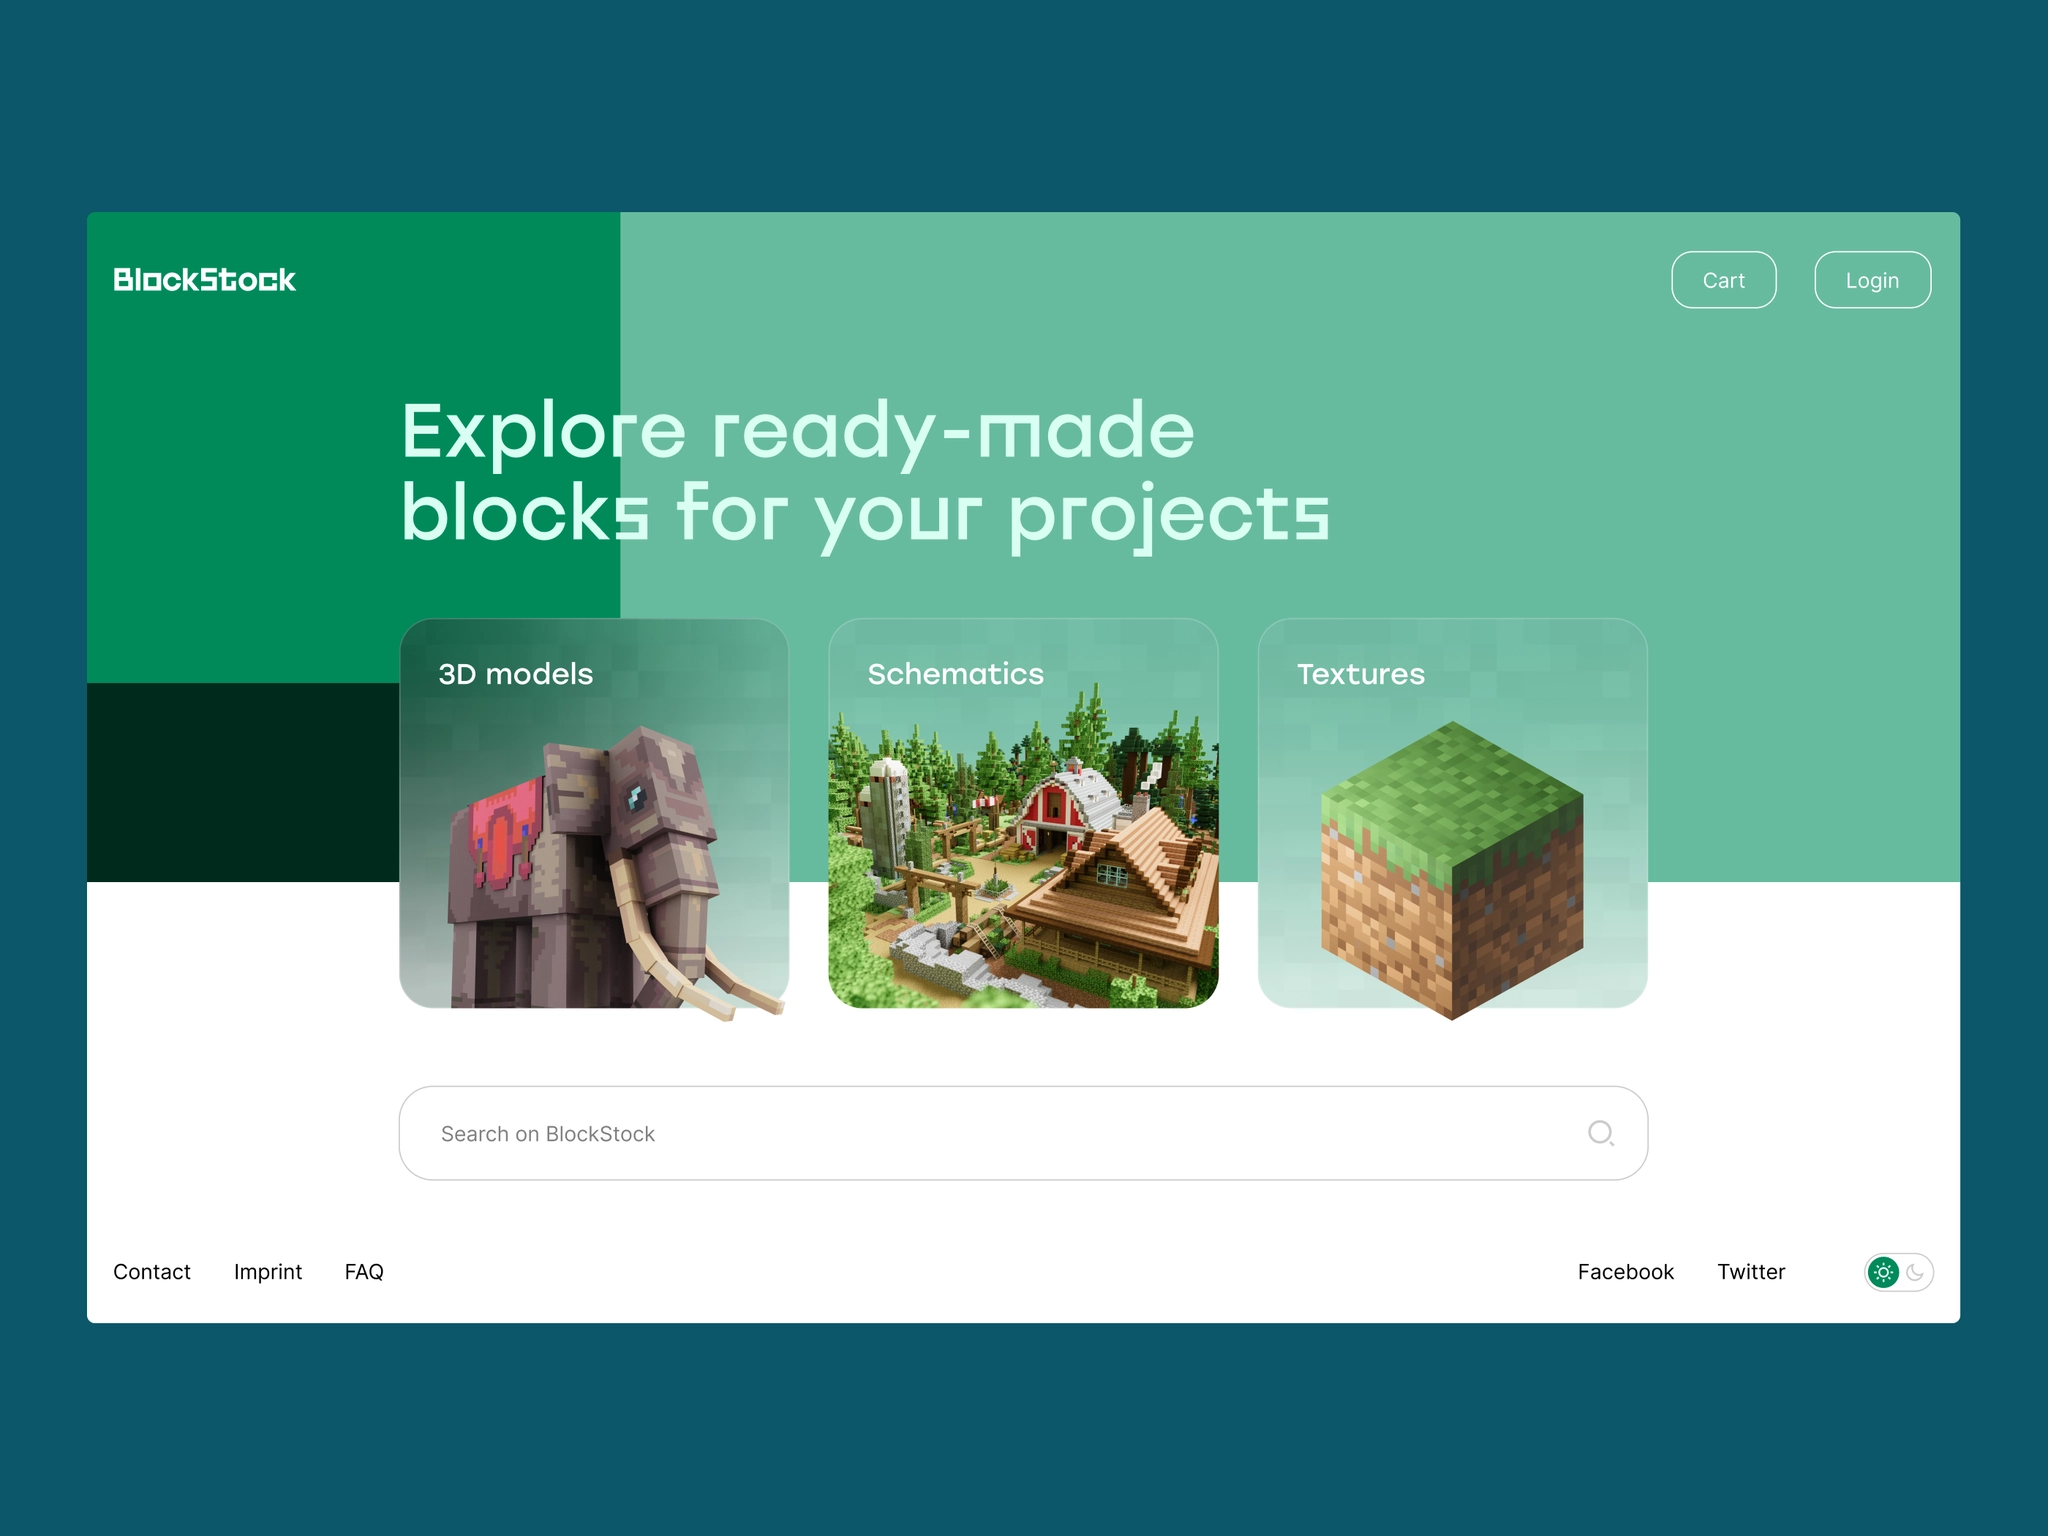 BlockStock
Cart
Login
Explore ready-made
blocks for your projects
3D models
Schematics
Textures
Search on BlockStock
Contact
Imprint
FAQ
Facebook
Twitter